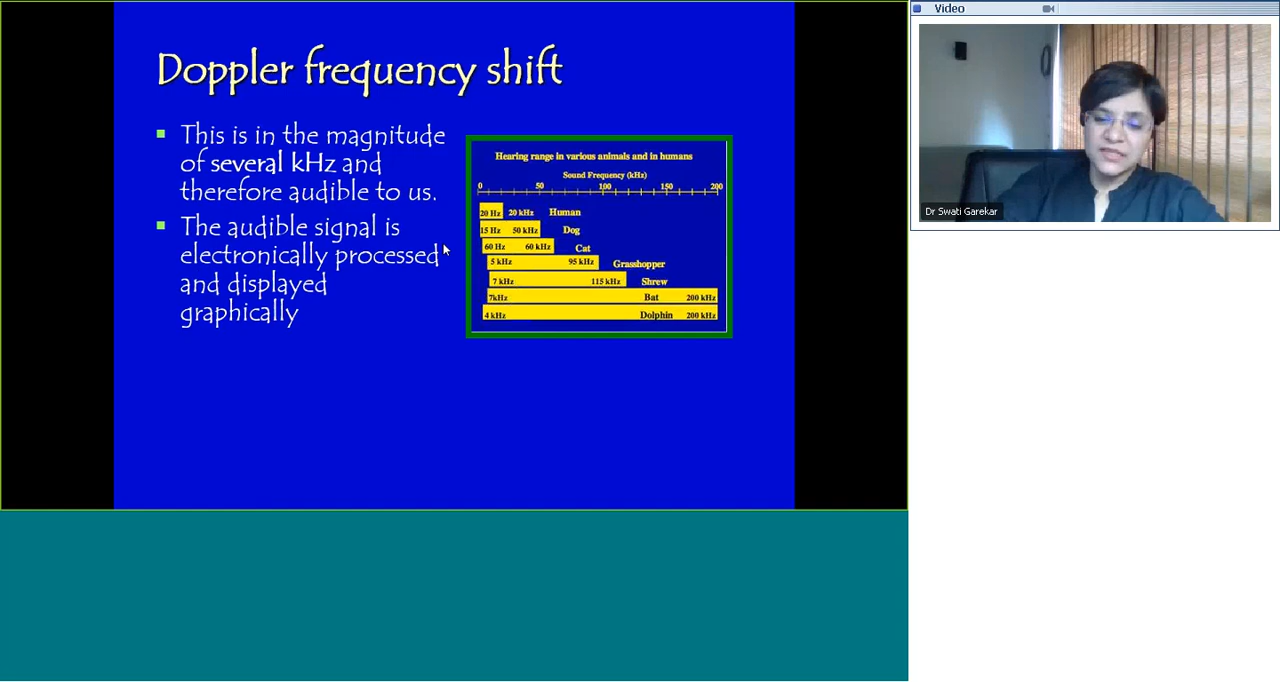 Doppler frequency shift
This is in the magnitude
of several kHz and
therefore audible to us.
The audible signal is
electronically processed
and displayed
graphically
Hearing range in various animals and in humans
Sound Frequency (kHz)
0 50 100 150 200
20 Hz 20 kHz Human
15 Hz 50 kHz Dog
60 Hz 60 kHz Cat
5 kHz 95 kHz Grasshopper
7 kHz 115 kHz Shrew
7kHz Bat 200 kHz
4 kHz Dolphin 200 kHz
Video
Dr Swati Garekar